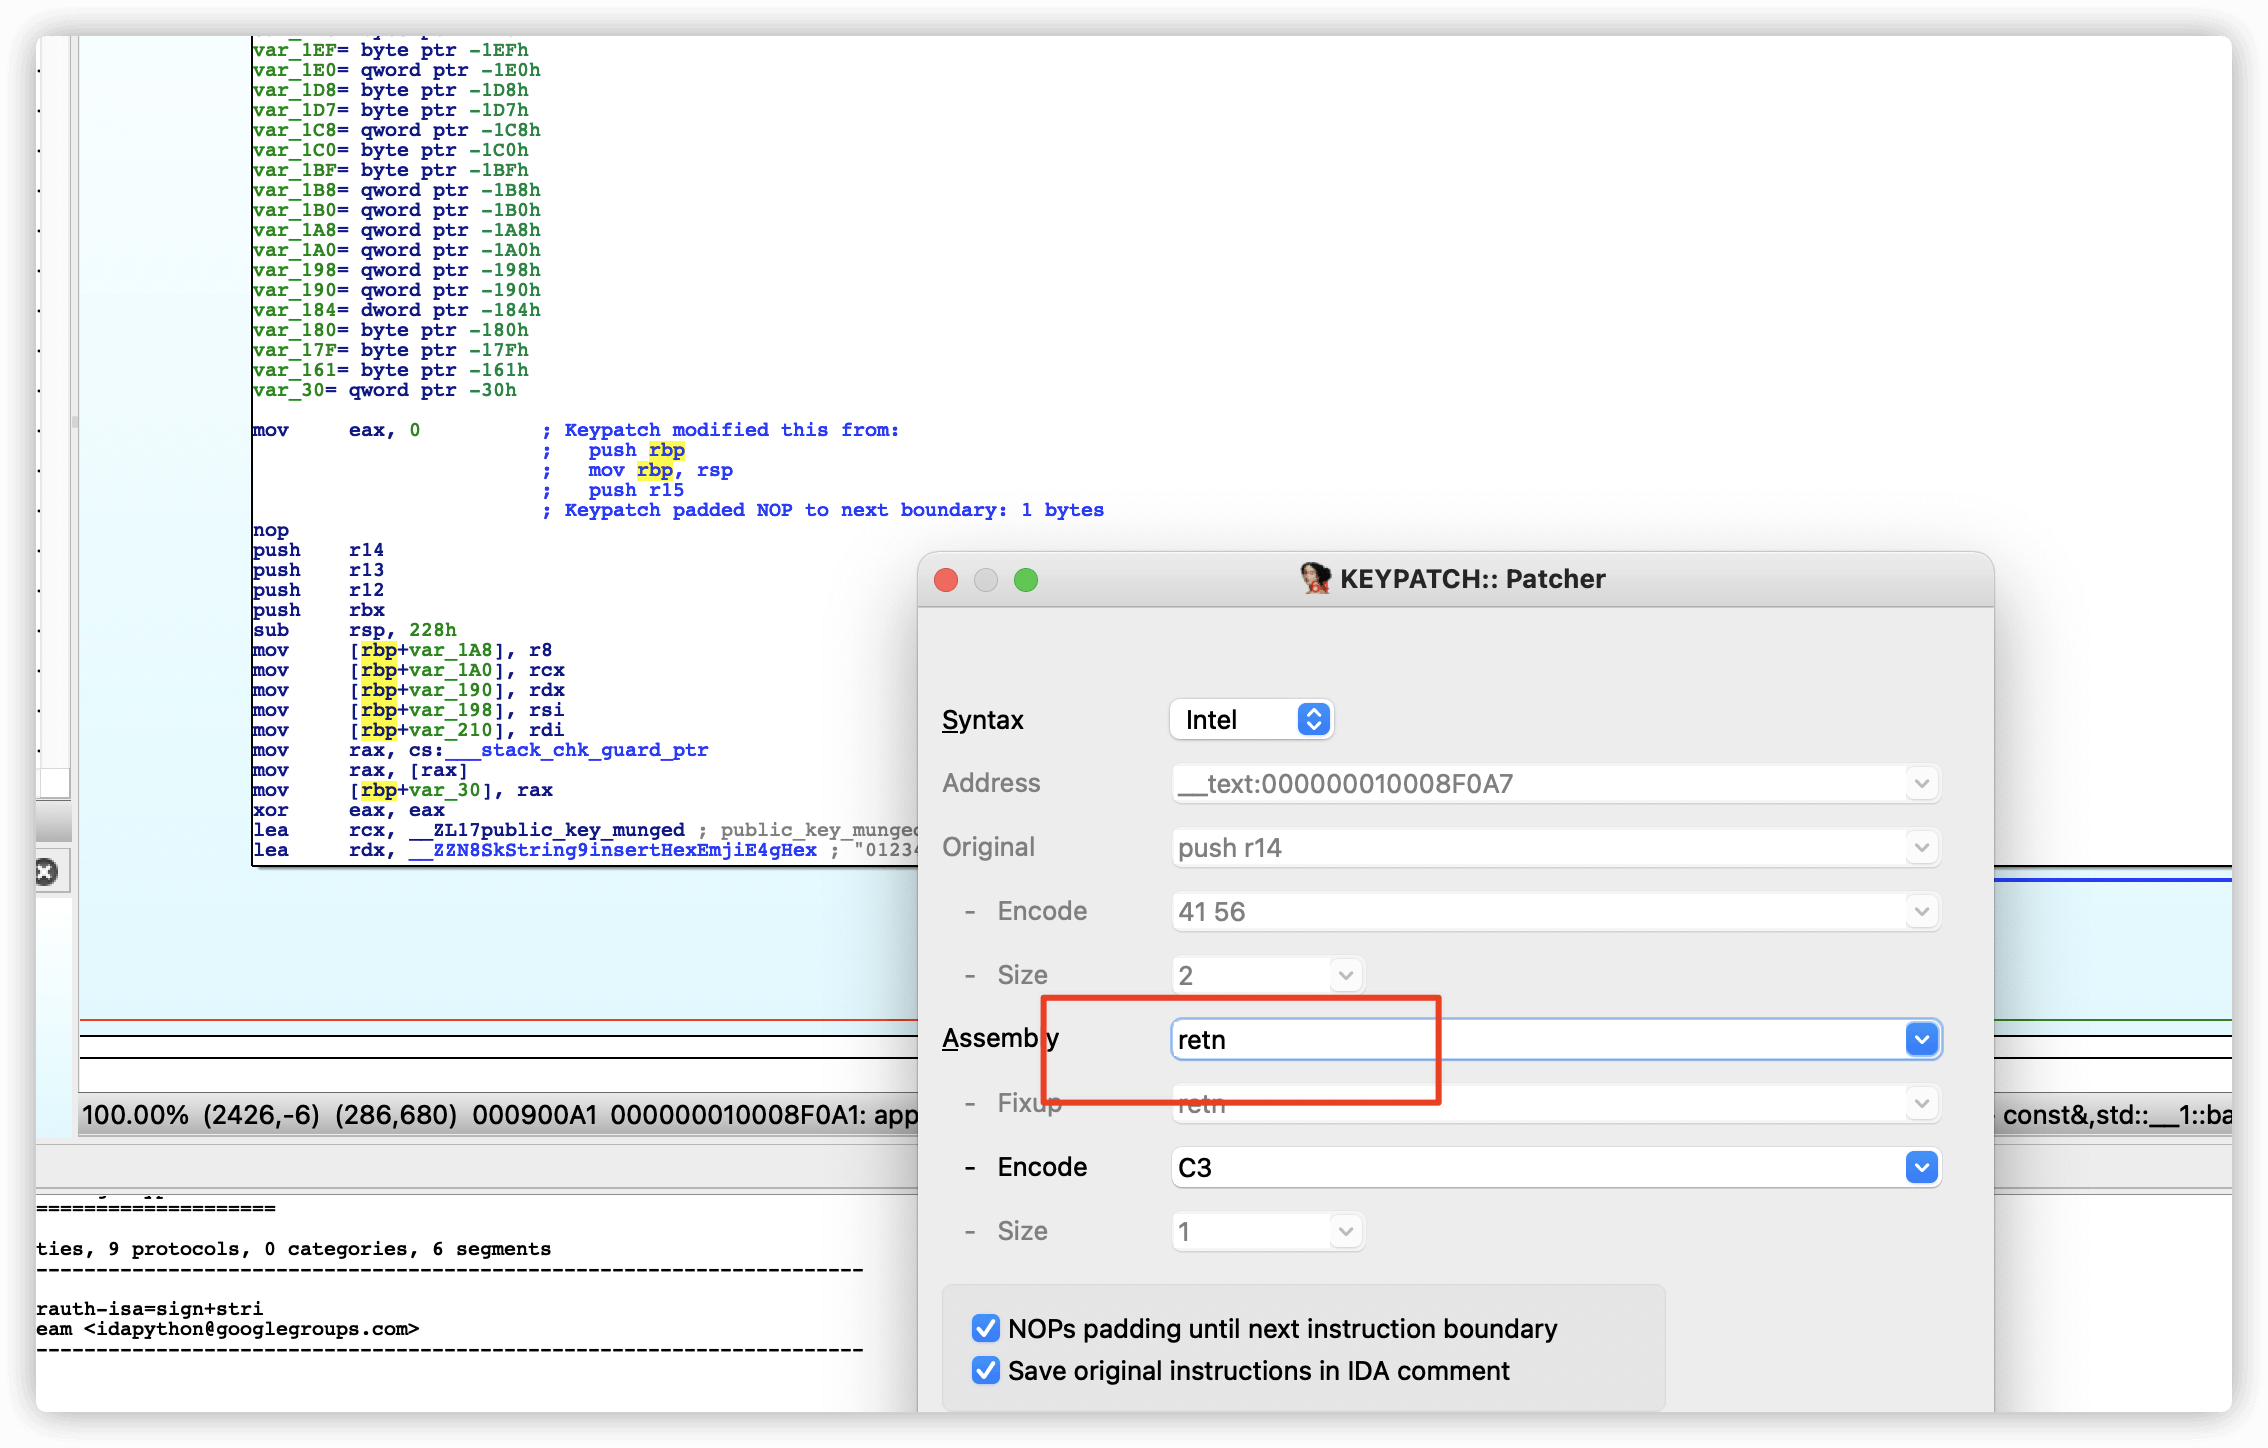 var_1EF= byte ptr -1EFh
var_1E0= qword ptr -1E0h
var_1D8= byte ptr -1D8h
var_1D7= byte ptr -1D7h
var_1C8= qword ptr -1C8h
var_1C0= byte ptr -1C0h
var_1BF= byte ptr -1BFh
var_1B8= qword ptr -1B8h
var_1B0= qword ptr -1B0h
var_1A8= qword ptr -1A8h
var_1A0= qword ptr -1A0h
var_198= qword ptr -198h
var_190= qword ptr -190h
var_184= dword ptr -184h
var_180= byte ptr -180h
var_17F= byte ptr -17Fh
var_161= byte ptr -161h
var_30= qword ptr -30h
mov eax, 0 ; Keypatch modified this from:
; push rbp
; mov rbp, rsp
; push r15
; Keypatch padded NOP to next boundary: 1 bytes
nop
push r14
push r13
push r12
push rbx
sub rsp, 228h
mov [rbp+var_1A8], r8
mov [rbp+var_1A0], rcx
mov [rbp+var_190], rdx
mov [rbp+var_198], rsi
mov [rbp+var_210], rdi
mov rax, cs:___stack_chk_guard_ptr
mov rax, [rax]
mov [rbp+var_30], rax
xor eax, eax
lea rcx, __ZL17public_key_munged ; public_key_munged
lea rdx, __ZZN8SkString9insertHexEmjiE4gHex ; "01234
100.00% (2426,-6) (286,680) 000900A1 000000010008F0A1: app
const&,std::__1::ba
====================
ties, 9 protocols, 0 categories, 6 segments
---------------------------------------------------------------------
rauth-isa=sign+stri
eam <idapython@googlegroups.com>
---------------------------------------------------------------------
KEYPATCH:: Patcher
Syntax Intel
Address __text:000000010008F0A7
Original push r14
- Encode 41 56
- Size 2
Assembly retn
- Fixup retn
- Encode C3
- Size 1
NOPs padding until next instruction boundary
Save original instructions in IDA comment